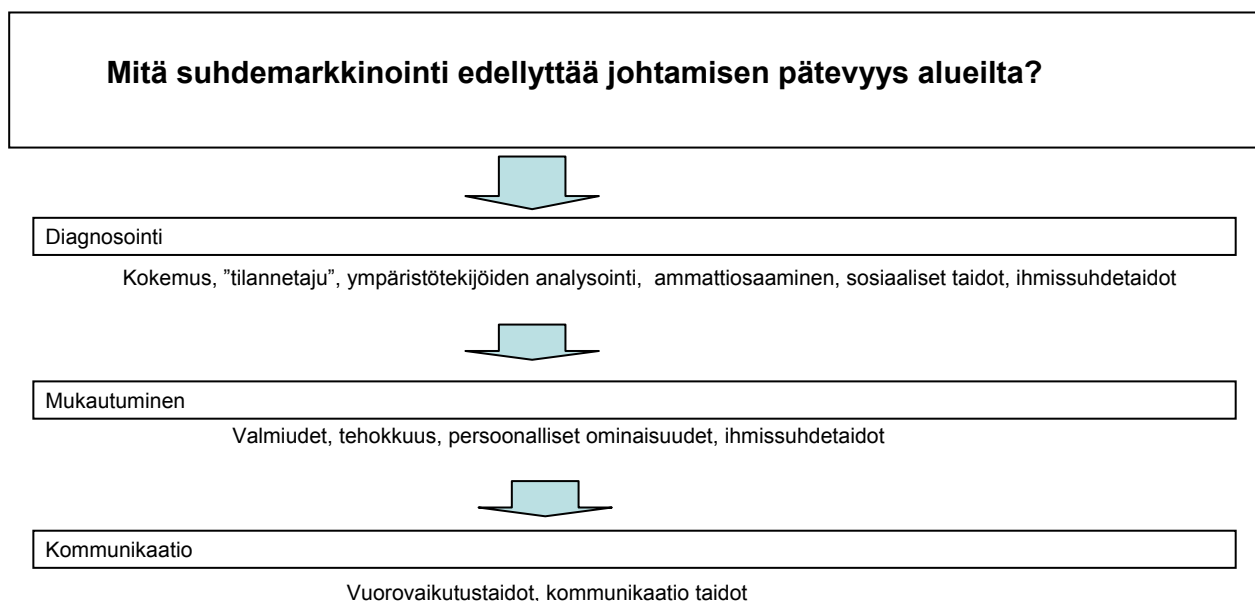 Mitä suhdemarkkinointi edellyttää johtamisen pätevyys alueilta?
Diagnosointi
Kokemus, ”tilannetaju”, ympäristötekijöiden analysointi, ammattiosaaminen, sosiaaliset taidot, ihmissuhdetaidot
Mukautuminen
Valmiudet, tehokkuus, persoonalliset ominaisuudet, ihmissuhdetaidot
Kommunikaatio
Vuorovaikutustaidot, kommunikaatio taidot